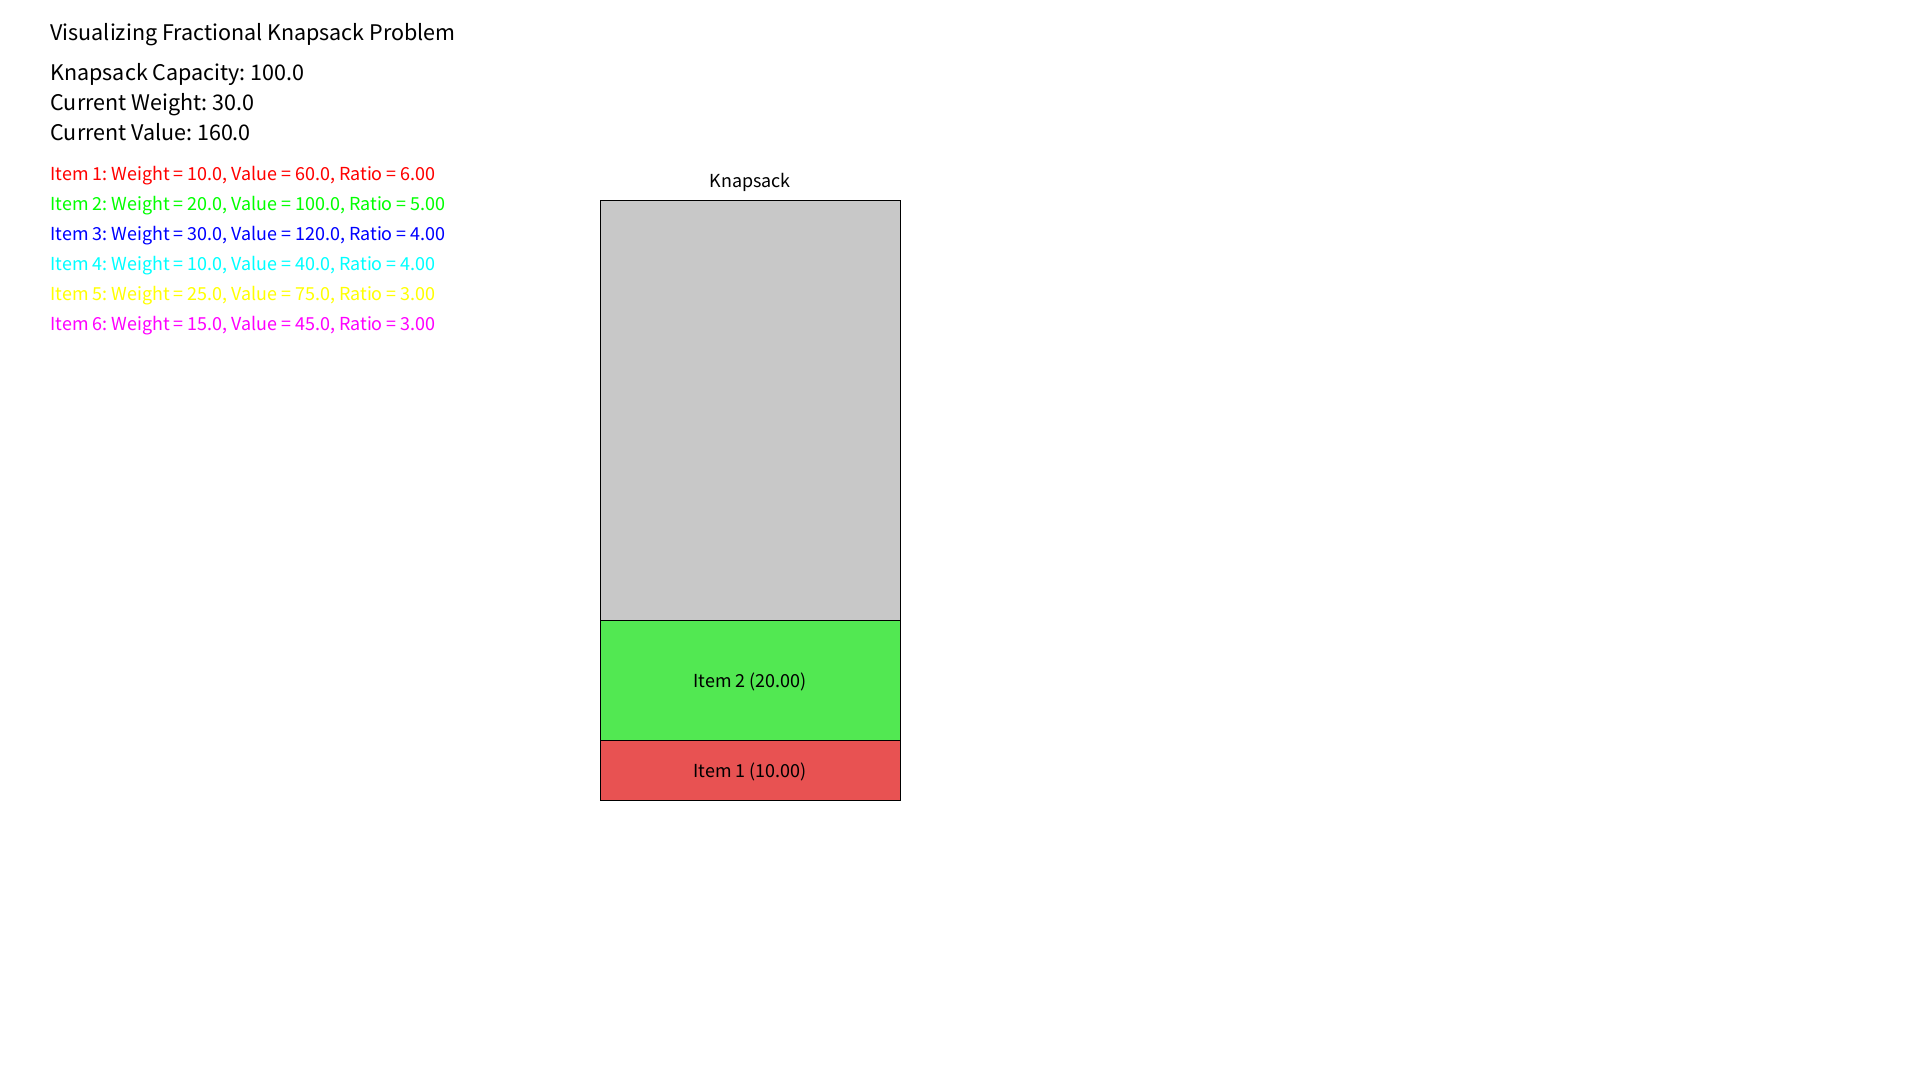 Visualizing Fractional Knapsack Problem
Knapsack Capacity: 100.0
Current Weight: 30.0
Current Value: 160.0
Item 1: Weight = 10.0, Value = 60.0, Ratio = 6.00
Item 2: Weight = 20.0, Value = 100.0, Ratio = 5.00
Item 3: Weight = 30.0, Value = 120.0, Ratio = 4.00
Item 4: Weight = 10.0, Value = 40.0, Ratio = 4.00
Item 5: Weight = 25.0, Value = 75.0, Ratio = 3.00
Item 6: Weight = 15.0, Value = 45.0, Ratio = 3.00
Knapsack
Item 2 (20.00)
Item 1 (10.00)